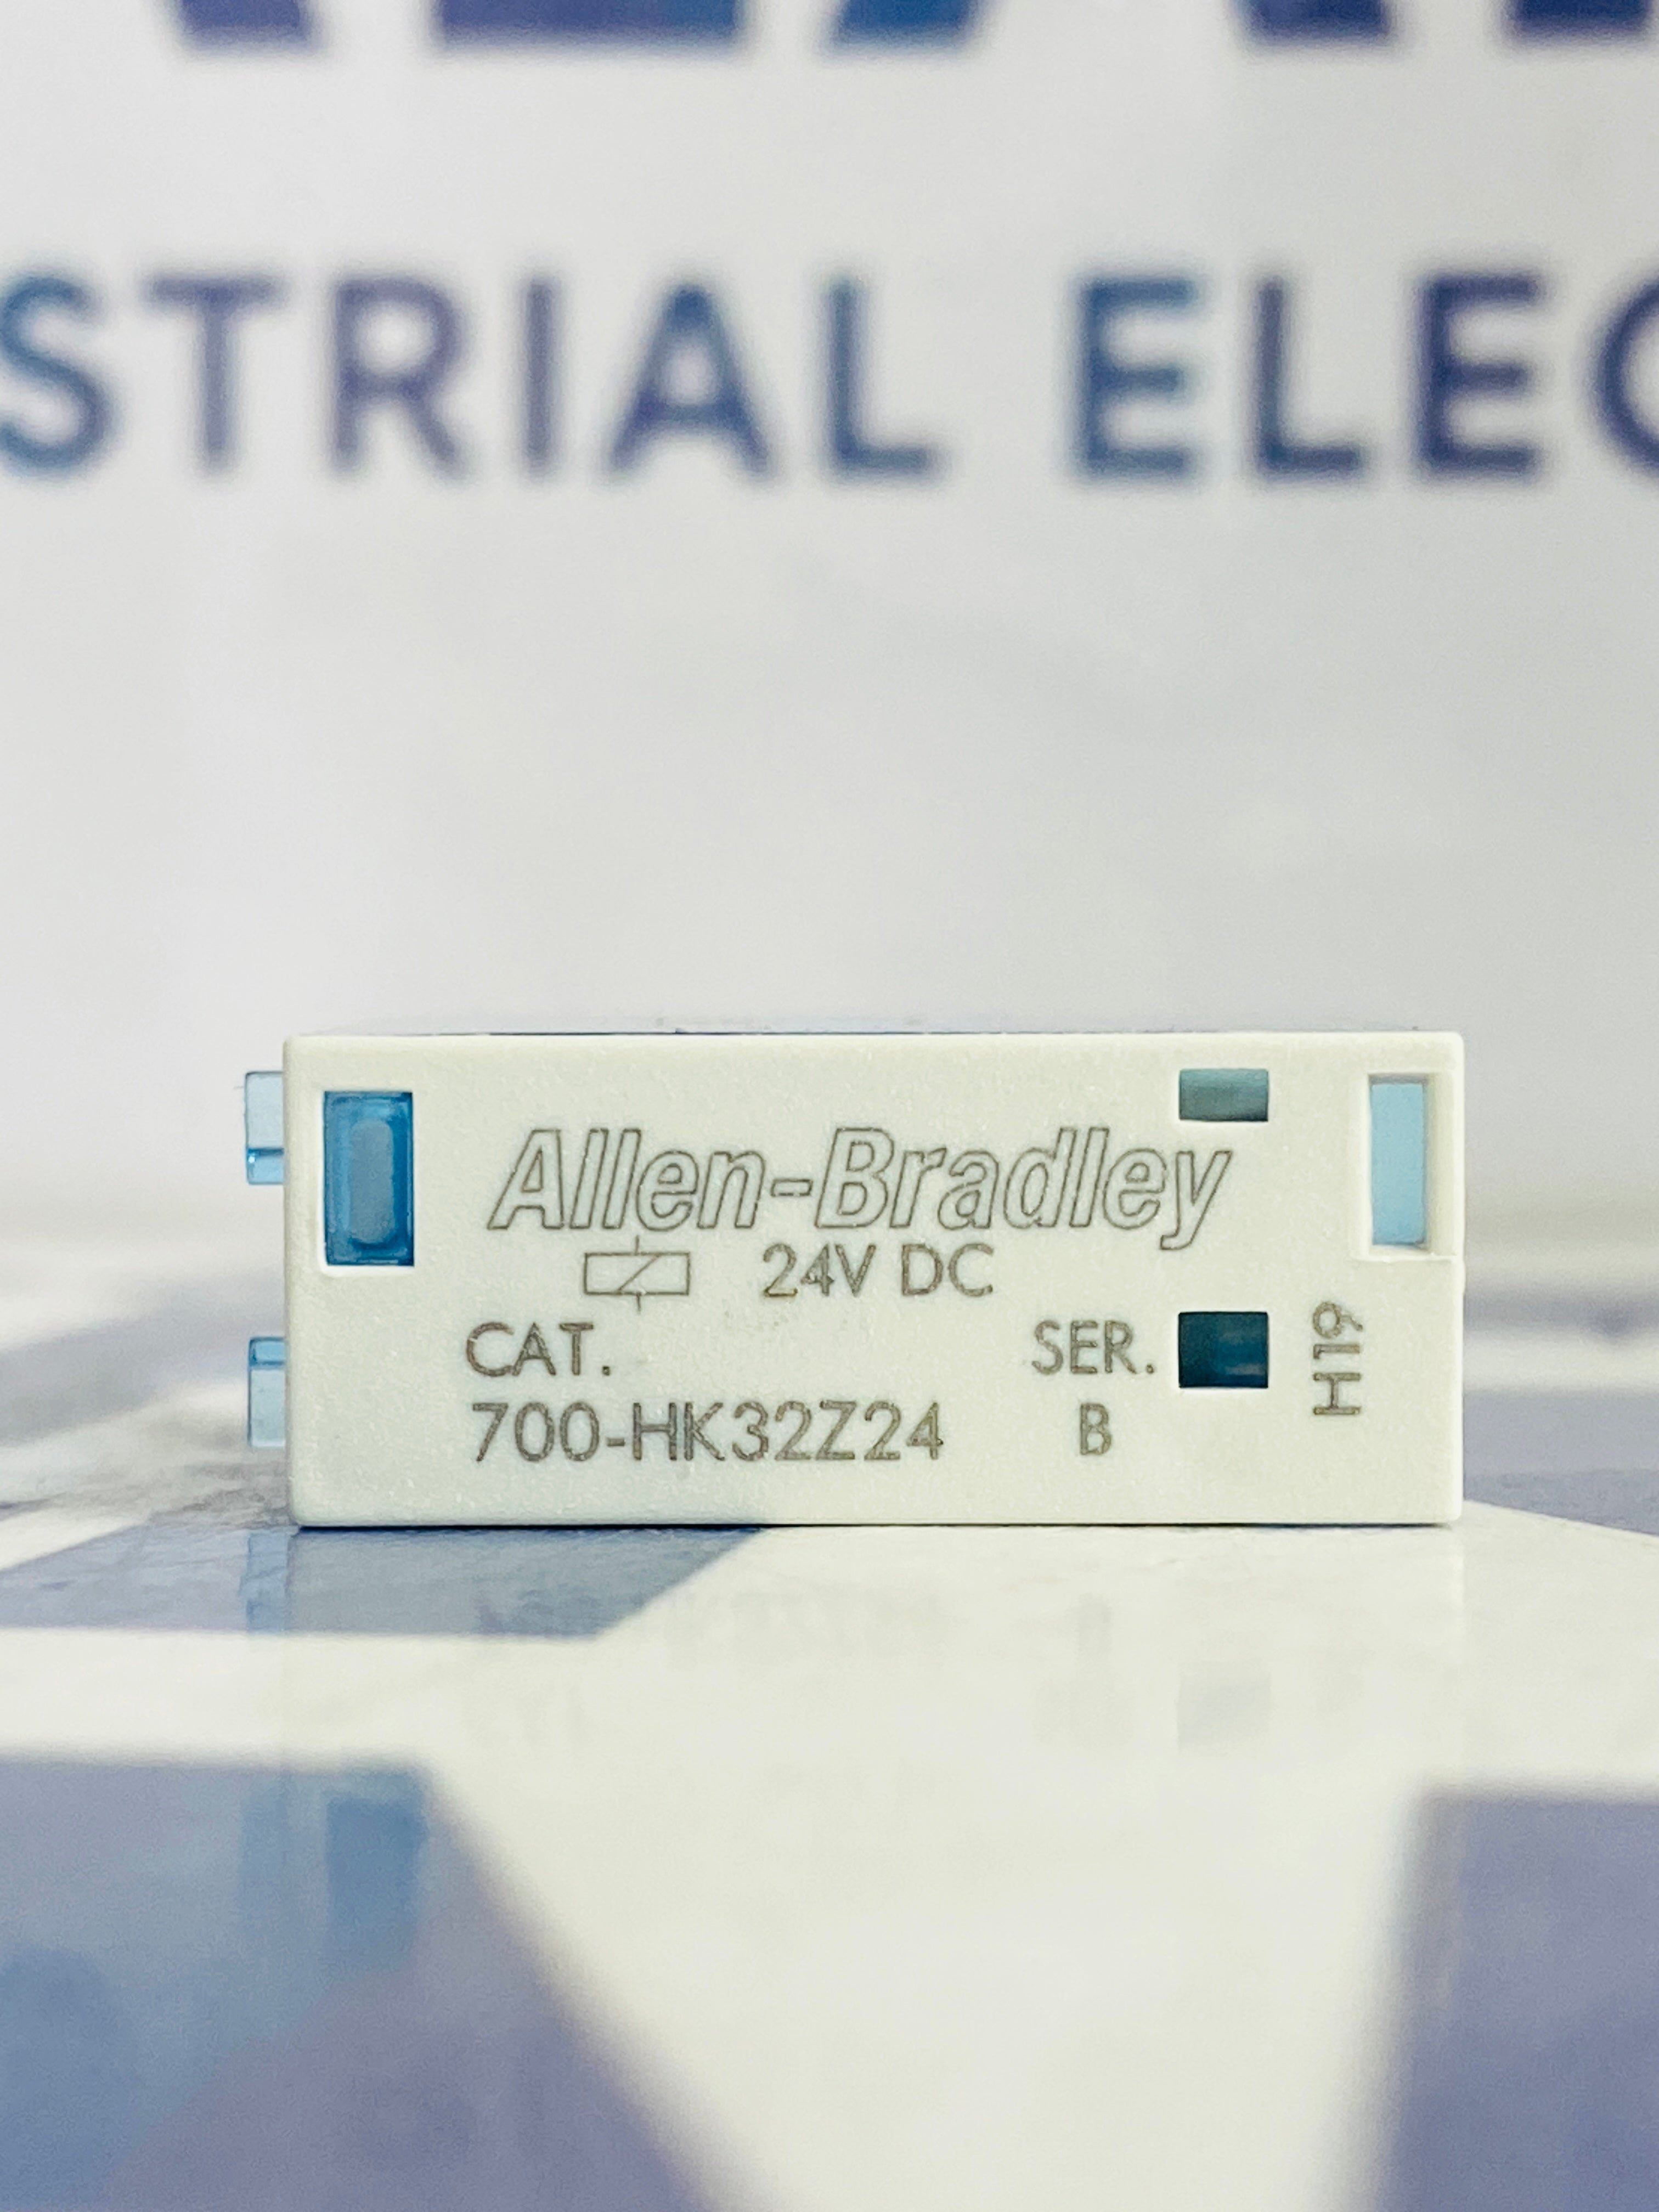 STRIAL ELEC
Allen-Bradley
24V DC
CAT. SER.
700-HK32Z24 B
H19